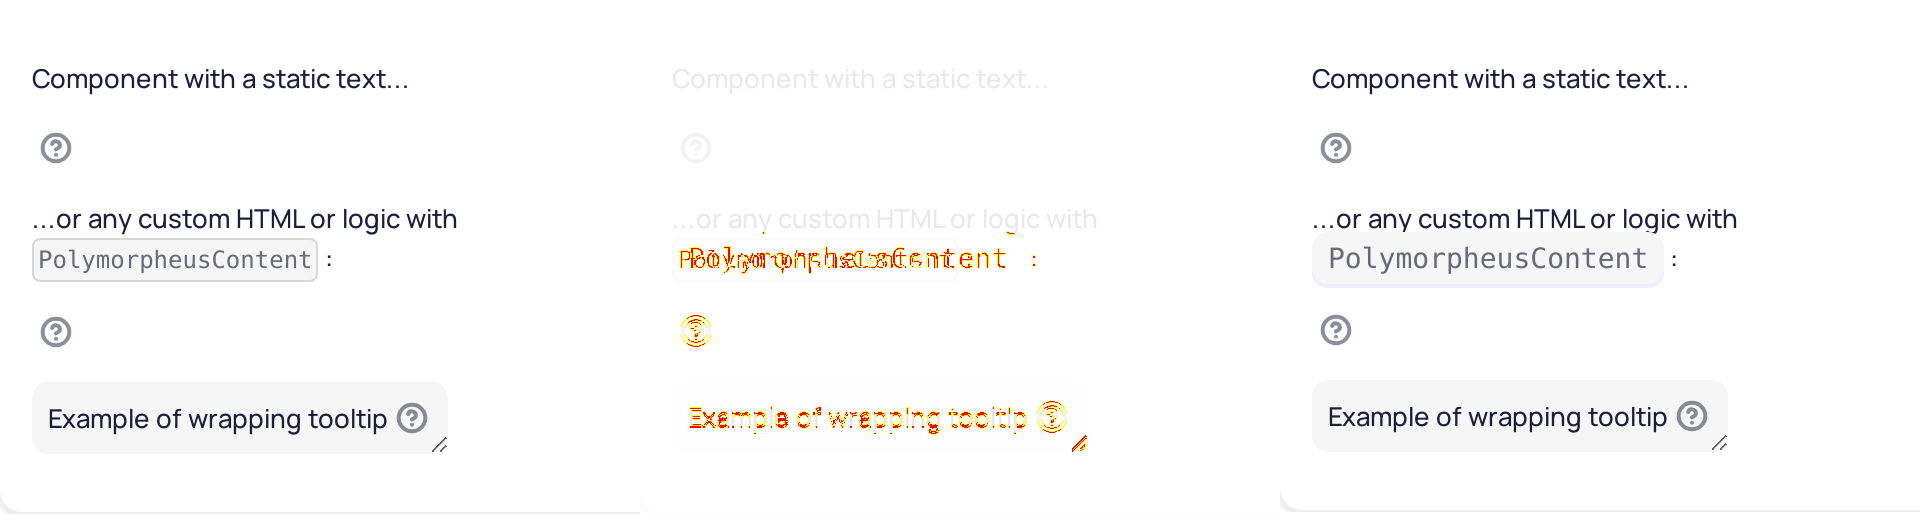 Component with a static text...
...or any custom HTML or logic with
PolymorpheusContent :
Example of wrapping tooltip
Component with a static text...
...or any custom HTML or logic with
PolymorpheusContent :
Example of wrapping tooltip
Component with a static text...
...or any custom HTML or logic with
PolymorpheusContent :
Example of wrapping tooltip